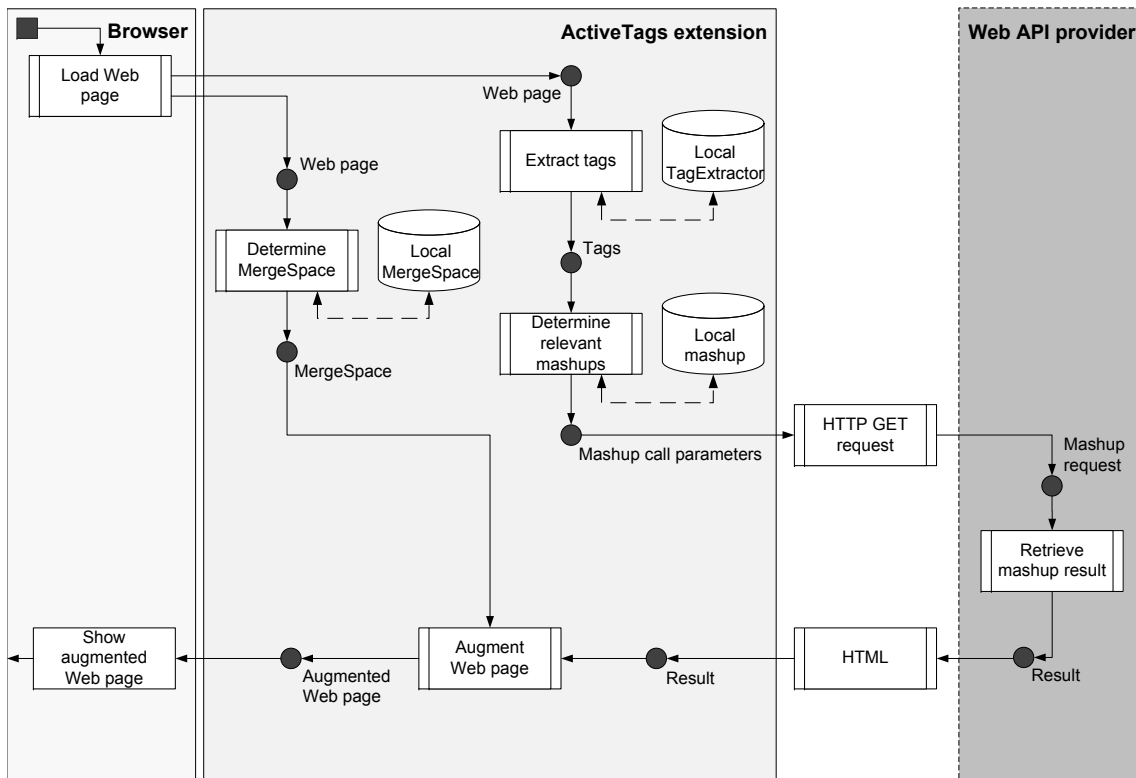 Browser
ActiveTags extension
Web API provider
Load Web
page
Web page
Extract tags
Local
TagExtractor
Web page
Tags
Determine
MergeSpace
Local
MergeSpace
Determine
relevant
mashups
Local
mashup
MergeSpace
Mashup call parameters
HTTP GET
request
Mashup
request
Retrieve
mashup result
Show
augmented
Web page
Augmented
Web page
Augment
Web page
Result
HTML
Result